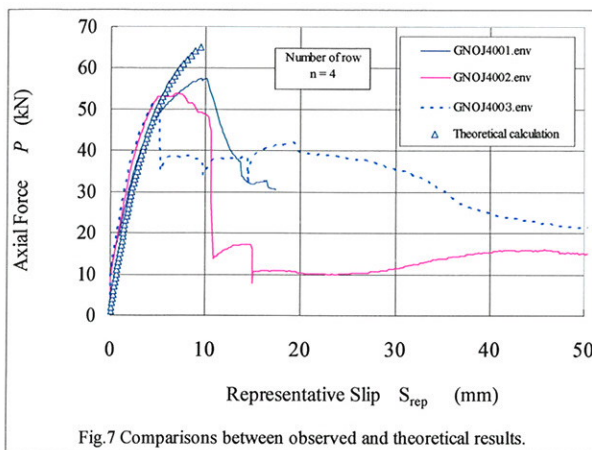 70
60
50
40
30
20
10
0
Axial Force P (kN)
Number of row
n = 4
GNOJ4001.env
GNOJ4002.env
GNOJ4003.env
Theoretical calculation
0 10 20 30 40 50
Representative Slip Srep (mm)
Fig.7 Comparisons between observed and theoretical results.